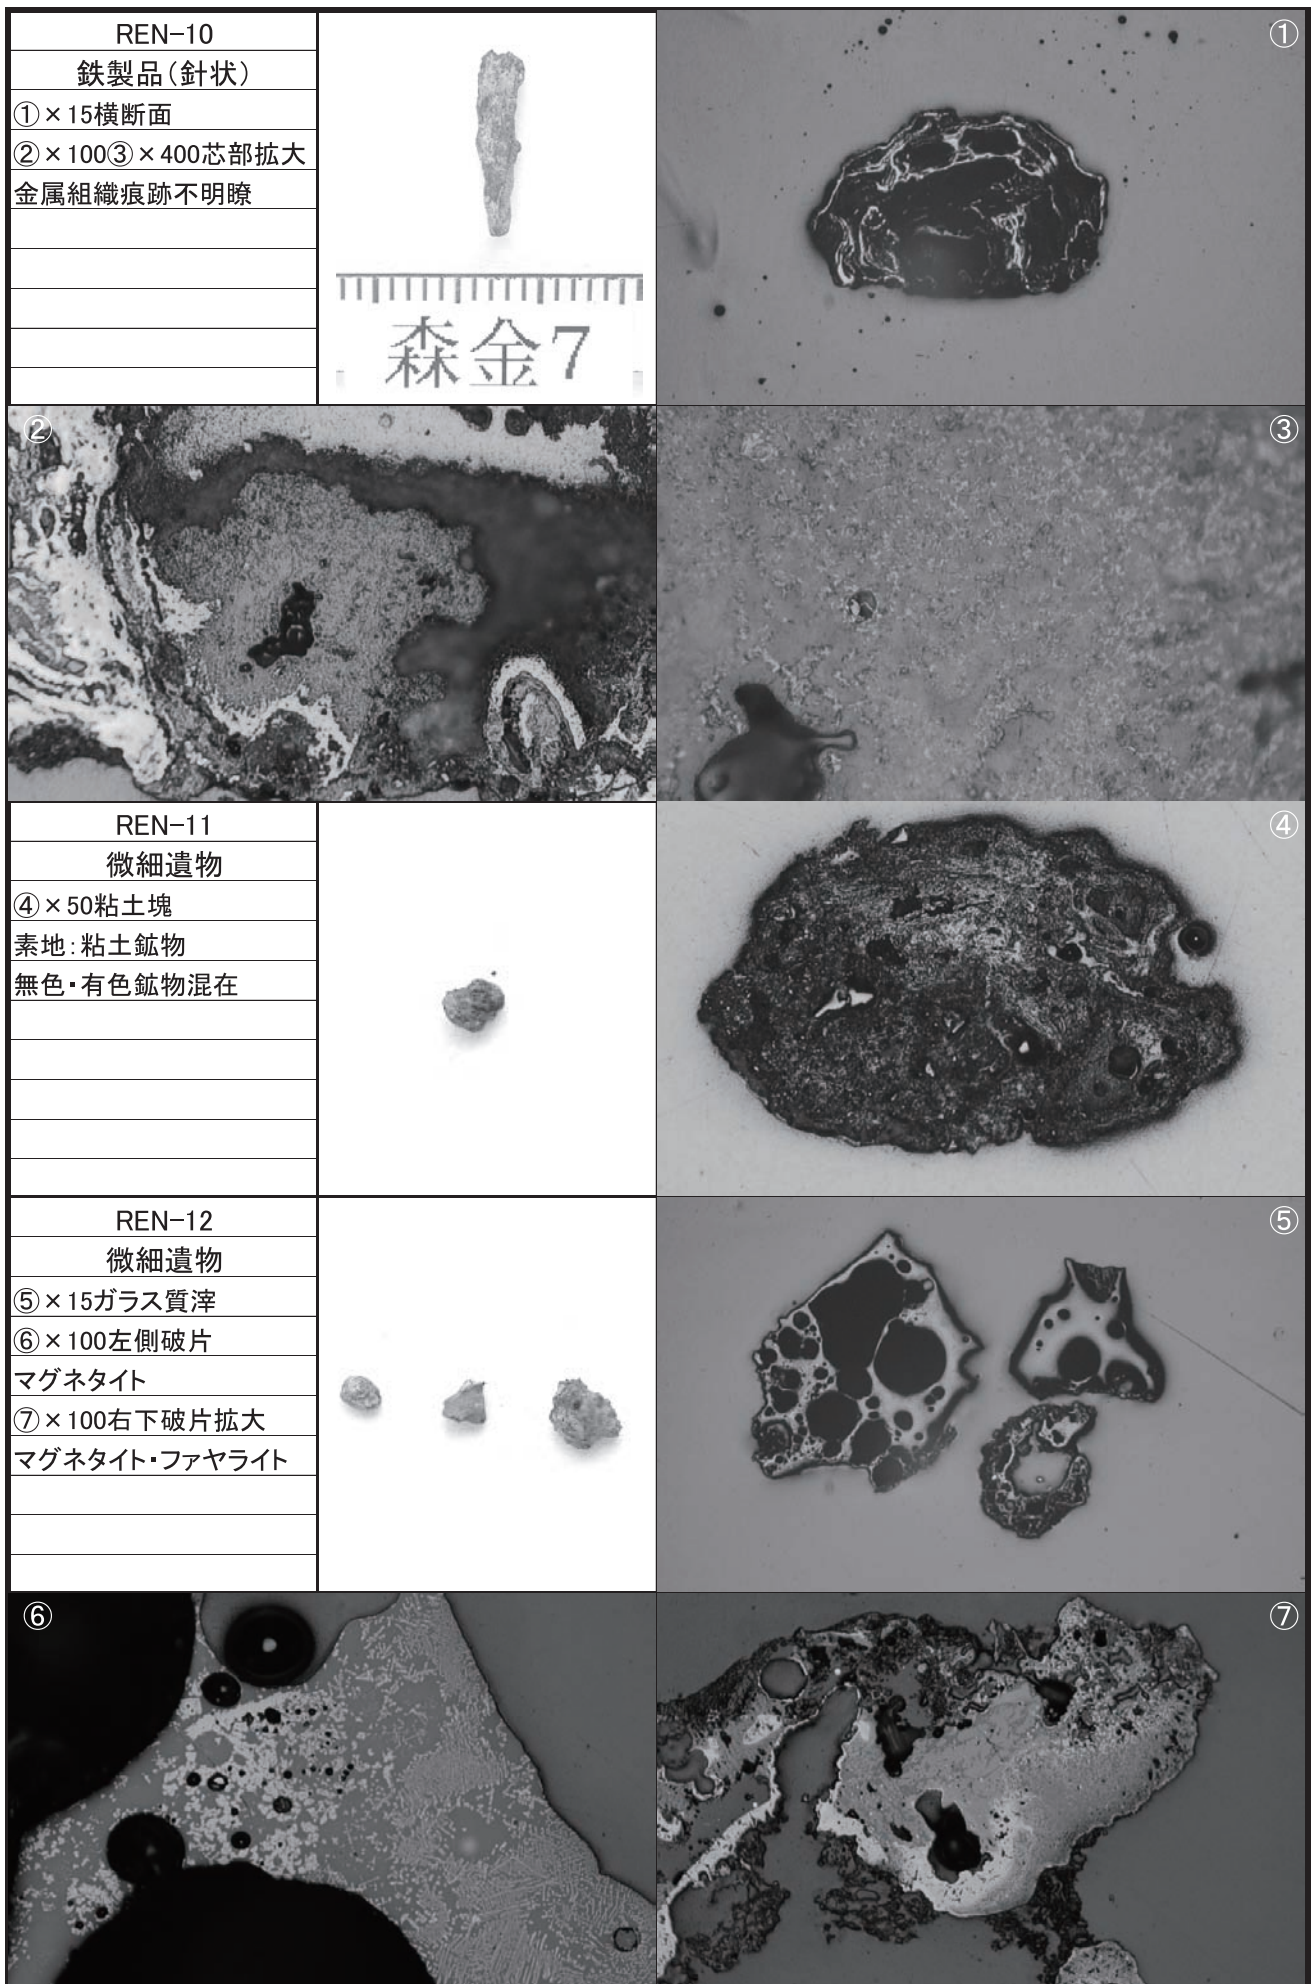 REN-10
鉄製品(針状)
①×15横断面
②×100③×400芯部拡大
金属組織痕跡不明瞭
森金7
①
②
③
REN-11
微細遺物
④×50粘土塊
素地:粘土鉱物
無色・有色鉱物混在
④
REN-12
微細遺物
⑤×15ガラス質滓
⑥×100左側破片
マグネタイト
⑦×100右下破片拡大
マグネタイト・ファヤライト
⑤
⑥
⑦